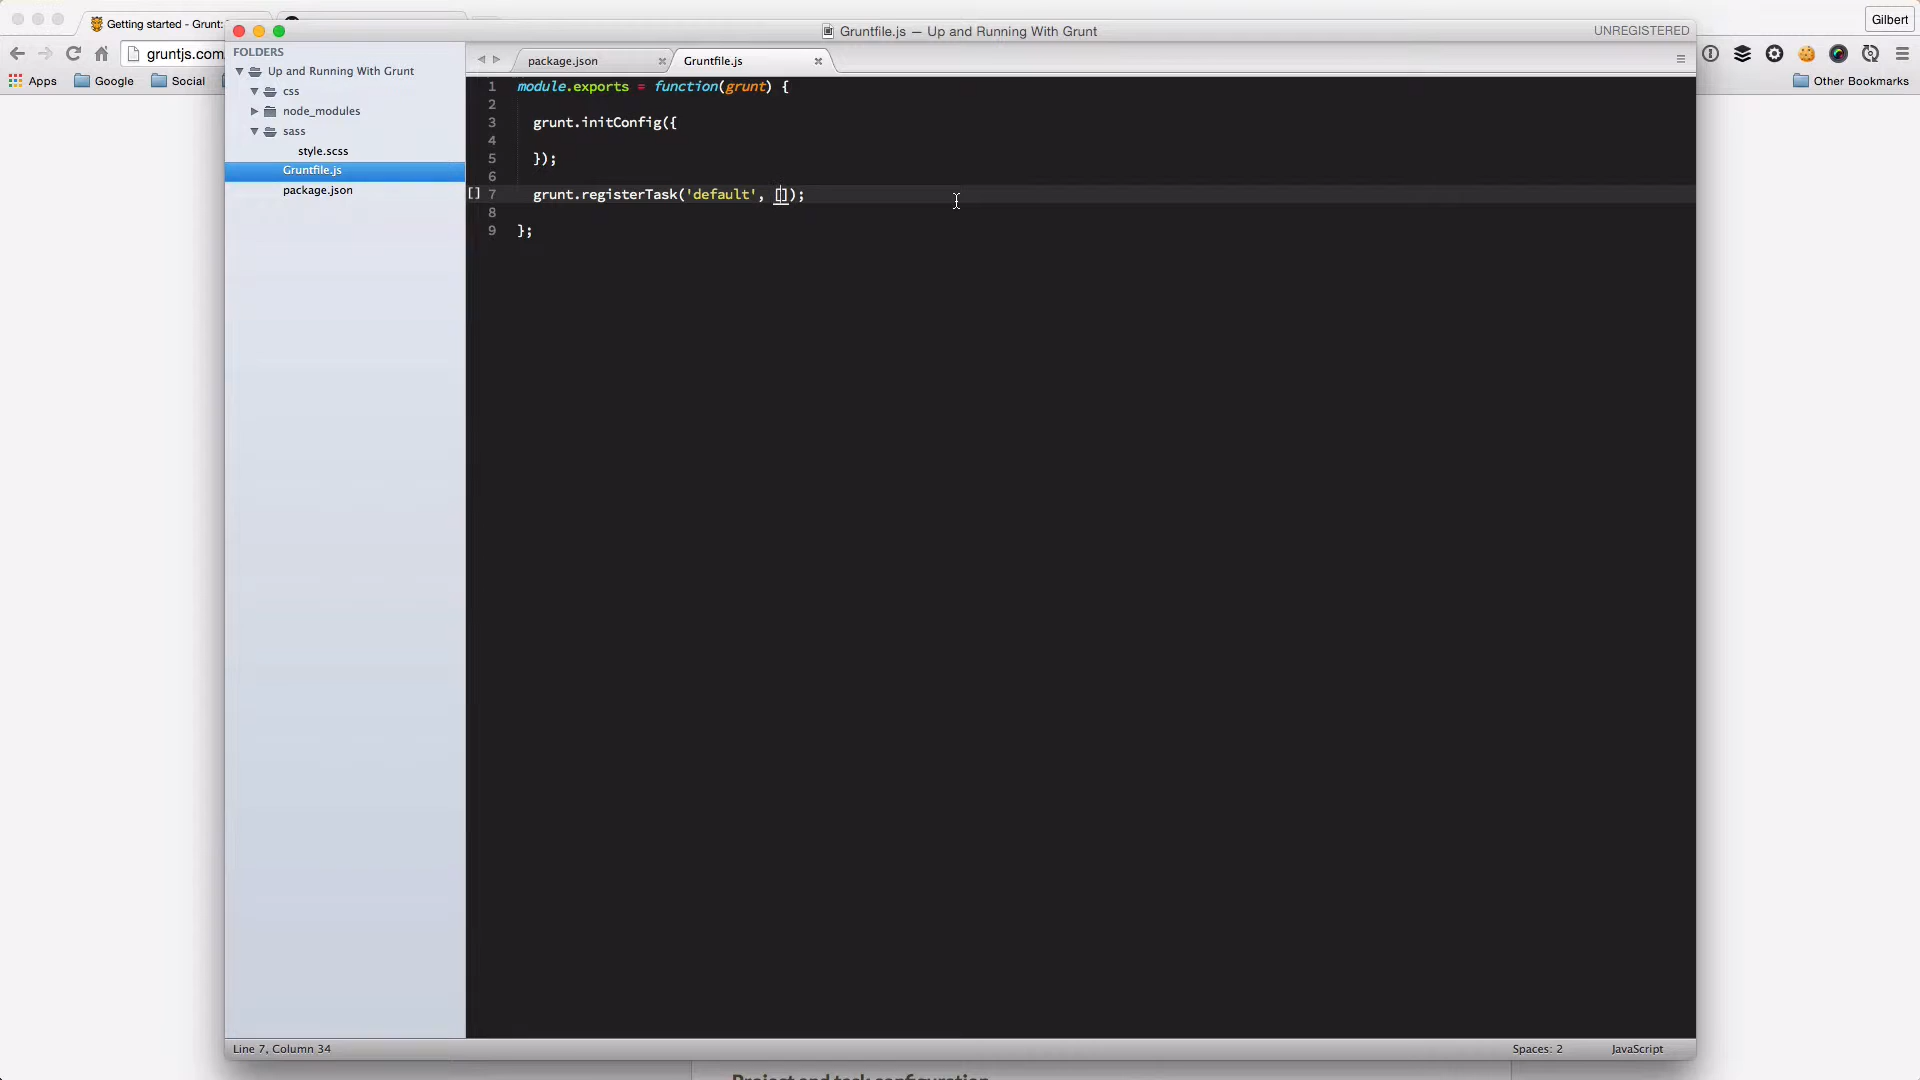 Getting started - Grunt:
Gruntfile.js — Up and Running With Grunt
UNREGISTERED
Gilbert
gruntjs.com
FOLDERS
package.json
Gruntfile.js
Apps
Google
Social
Other Bookmarks
Up and Running With Grunt
css
node_modules
sass
style.scss
Gruntfile.js
package.json
1 module.exports = function(grunt) {
2
3 grunt.initConfig({
4
5 });
6
[] 7 grunt.registerTask('default', []);
8
9 };
Line 7, Column 34
Spaces: 2
JavaScript
Project and task configuration